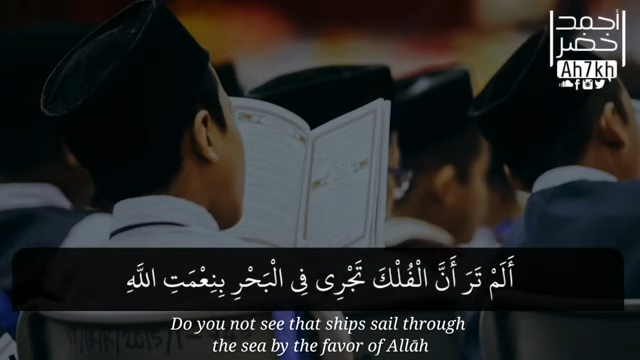 أحمد
خضر
Ah7kh
أَلَمْ تَرَ أَنَّ الْفُلْكَ تَجْرِى فِى الْبَحْرِ بِنِعْمَتِ اللَّهِ
Do you not see that ships sail through
the sea by the favor of Allāh